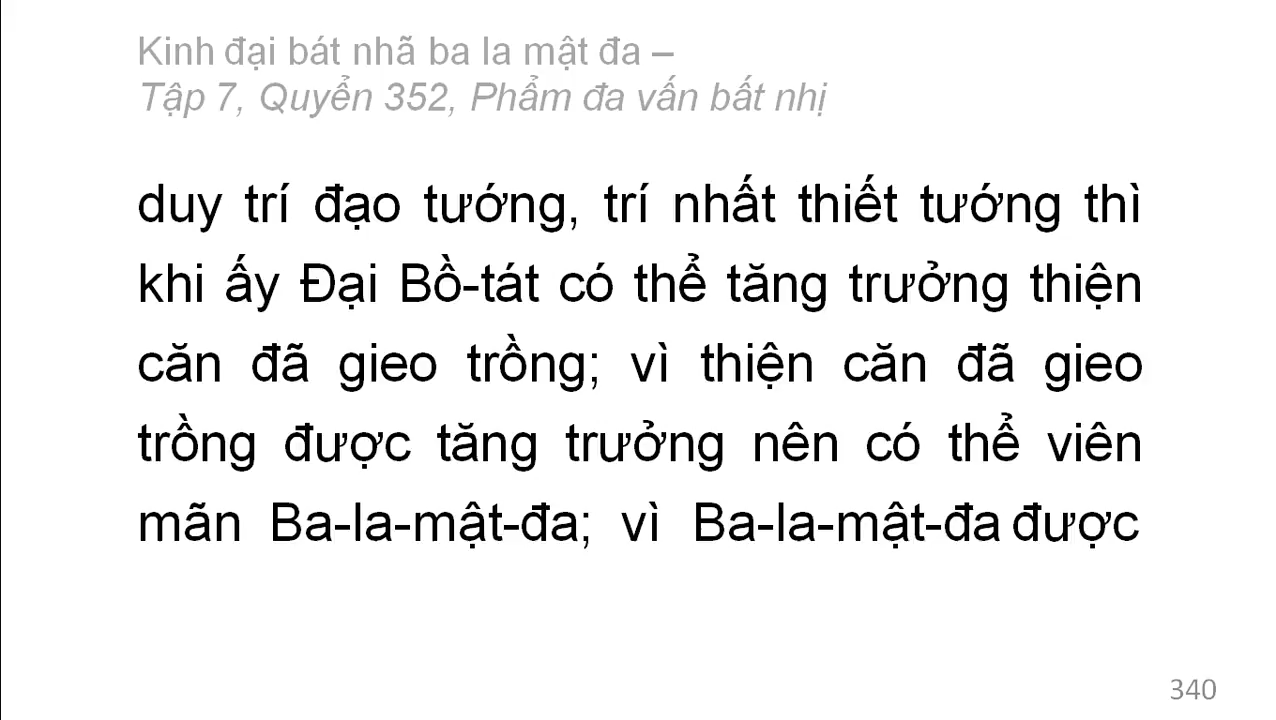 Kinh đại bát nhã ba la mật đa –
Tập 7, Quyển 352, Phẩm đa vấn bất nhị
duy trí đạo tướng, trí nhất thiết tướng thì
khi ấy Đại Bồ-tát có thể tăng trưởng thiện
căn đã gieo trồng; vì thiện căn đã gieo
trồng được tăng trưởng nên có thể viên
mãn Ba-la-mật-đa; vì Ba-la-mật-đa được
340